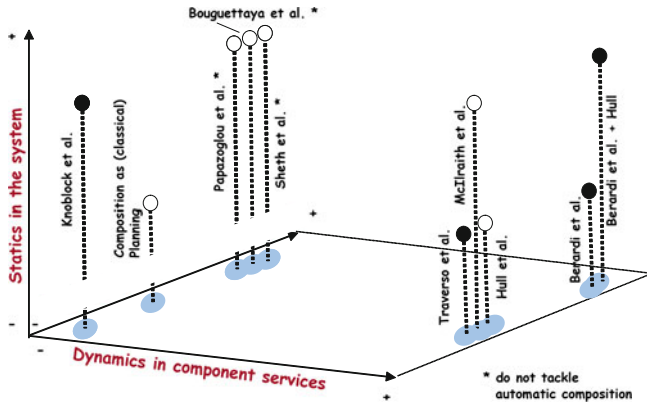 Bouguettaya et al. *
+
Statics in the system
Knoblock et al.
Composition as (classical)
Planning
Papazoglou et al. *
Sheth et al. *
McIlraith et al.
Traverso et al.
Hull et al.
Berardi et al.
Berardi et al. + Hull
+
-
-
-
Dynamics in component services
+
* do not tackle
automatic composition